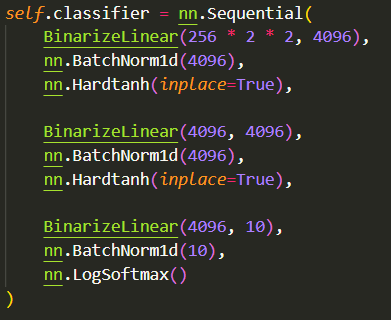 self.classifier = nn.Sequential(
    BinarizeLinear(256 * 2 * 2, 4096),
    nn.BatchNorm1d(4096),
    nn.Hardtanh(inplace=True),

    BinarizeLinear(4096, 4096),
    nn.BatchNorm1d(4096),
    nn.Hardtanh(inplace=True),

    BinarizeLinear(4096, 10),
    nn.BatchNorm1d(10),
    nn.LogSoftmax()
)